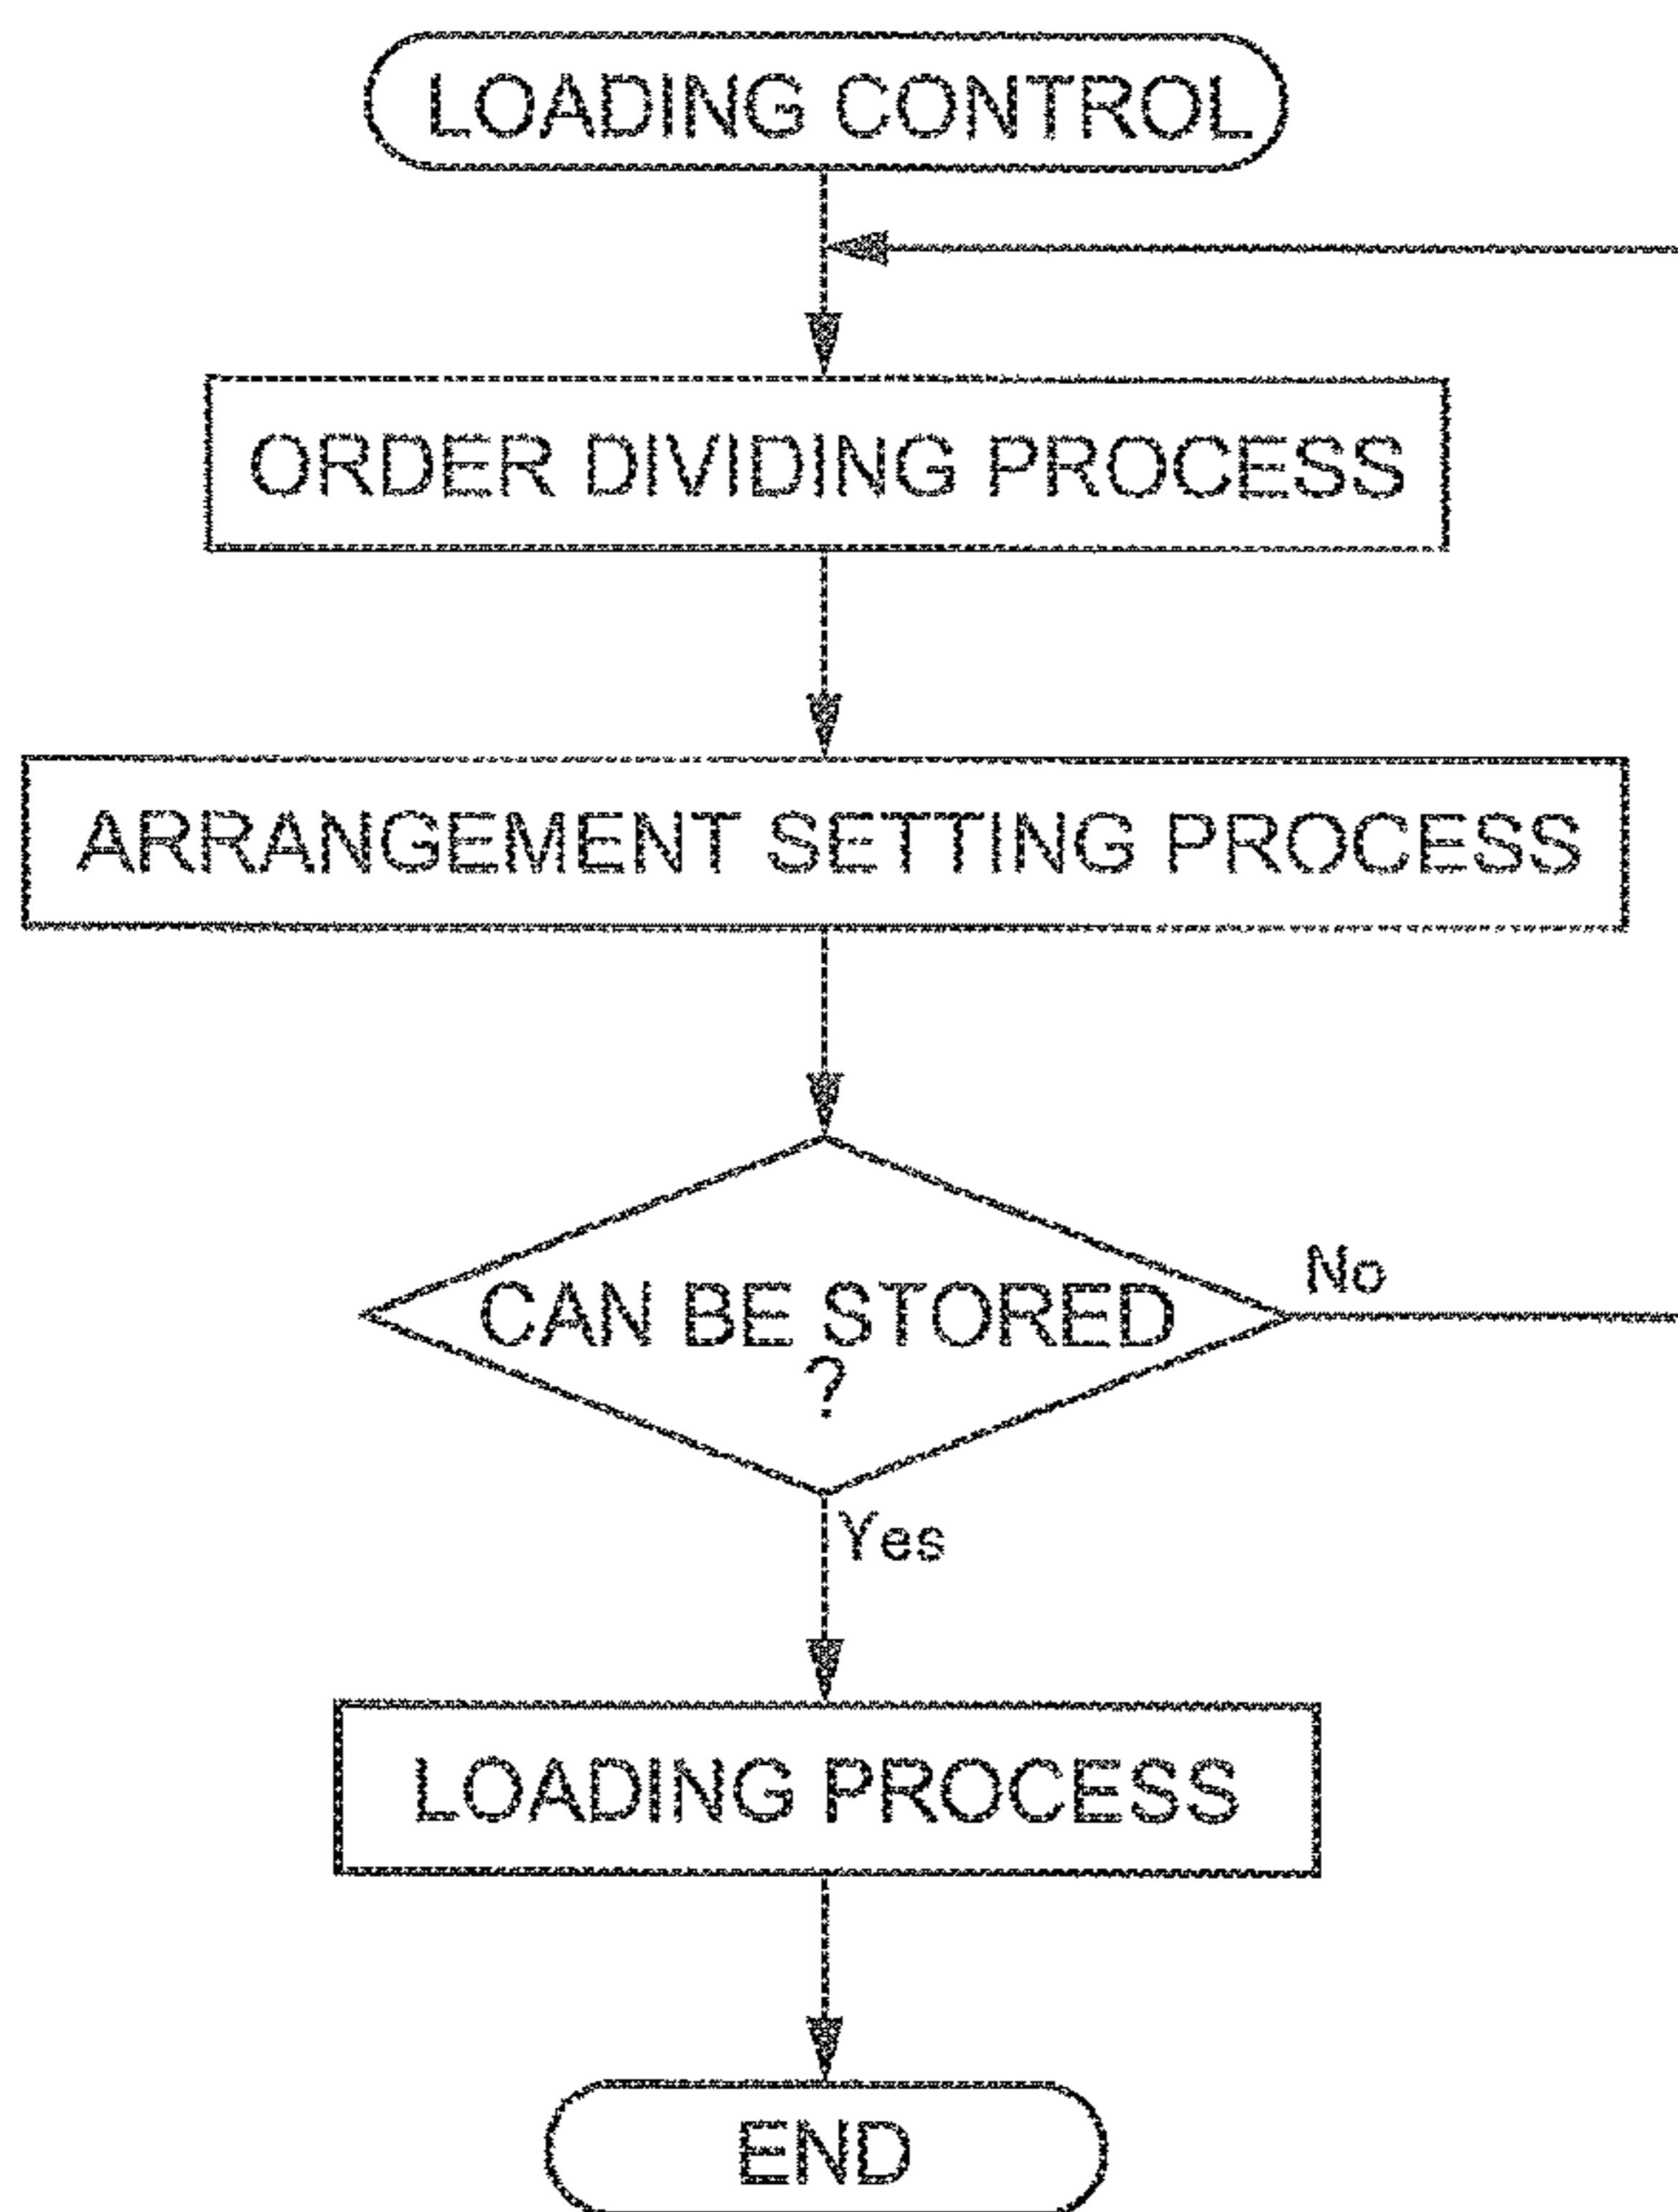 LOADING CONTROL
ORDER DIVIDING PROCESS
ARRANGEMENT SETTING PROCESS
CAN BE STORED
?
No
Yes
LOADING PROCESS
END